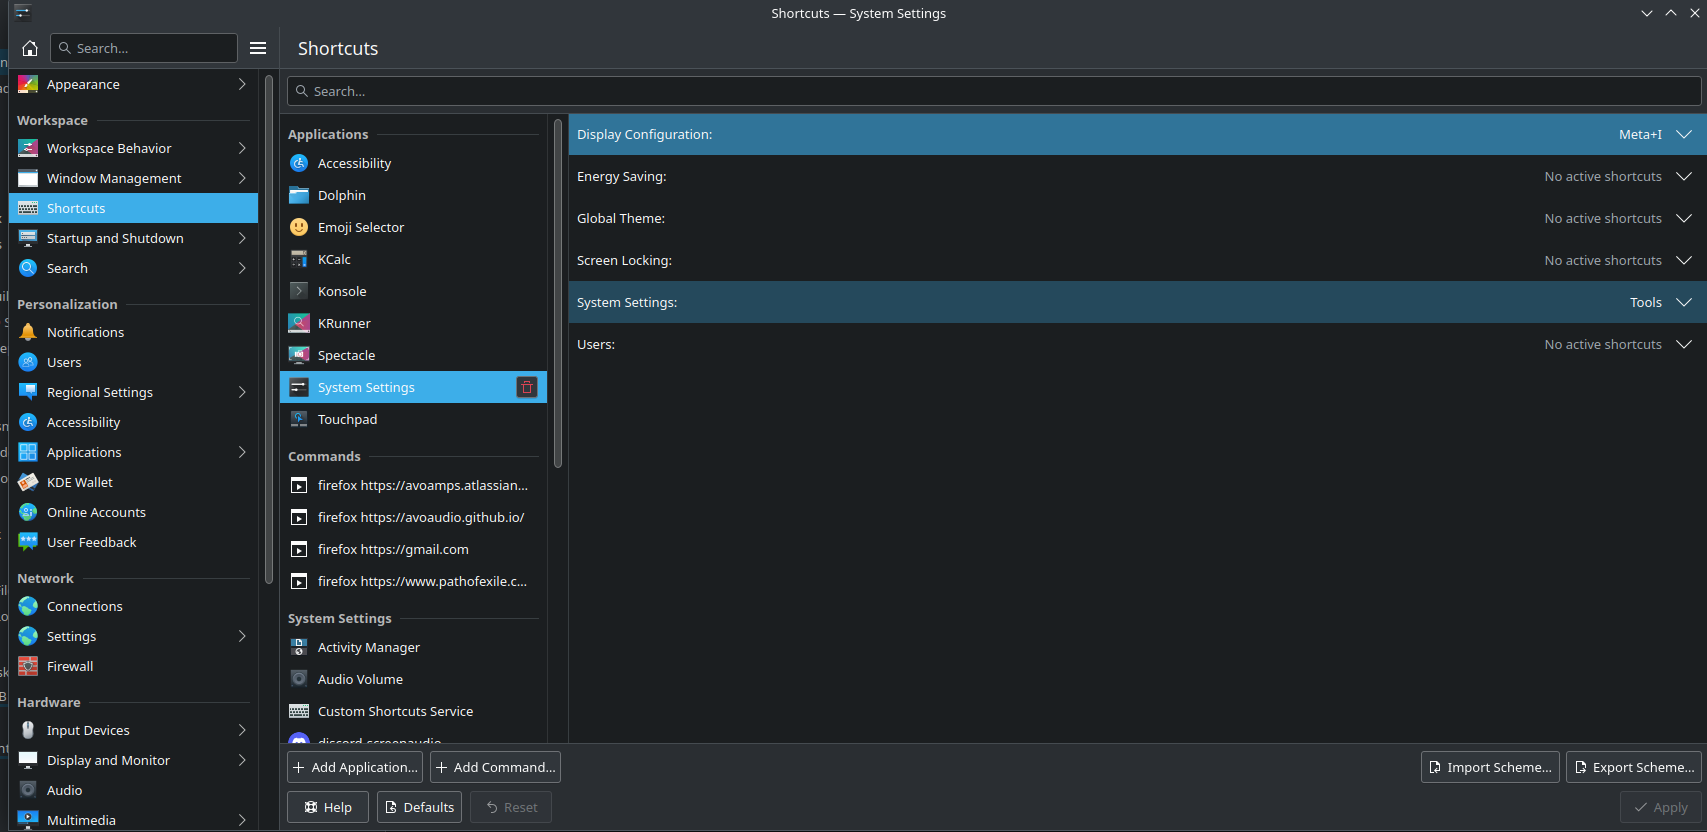 Shortcuts — System Settings
Search...
Shortcuts
Search...
Appearance
Workspace
Workspace Behavior
Window Management
Shortcuts
Startup and Shutdown
Search
Personalization
Notifications
Users
Regional Settings
Accessibility
Applications
KDE Wallet
Online Accounts
User Feedback
Network
Connections
Settings
Firewall
Hardware
Input Devices
Display and Monitor
Audio
Multimedia
Applications
Accessibility
Dolphin
Emoji Selector
KCalc
Konsole
KRunner
Spectacle
System Settings
Touchpad
Commands
firefox https://avoamps.atlassian...
firefox https://avoaudio.github.io/
firefox https://gmail.com
firefox https://www.pathofexile.c...
System Settings
Activity Manager
Audio Volume
Custom Shortcuts Service
discord-screenaudio
Display Configuration: Meta+I
Energy Saving: No active shortcuts
Global Theme: No active shortcuts
Screen Locking: No active shortcuts
System Settings: Tools
Users: No active shortcuts
Add Application... Add Command... Import Scheme... Export Scheme...
Help Defaults Reset Apply